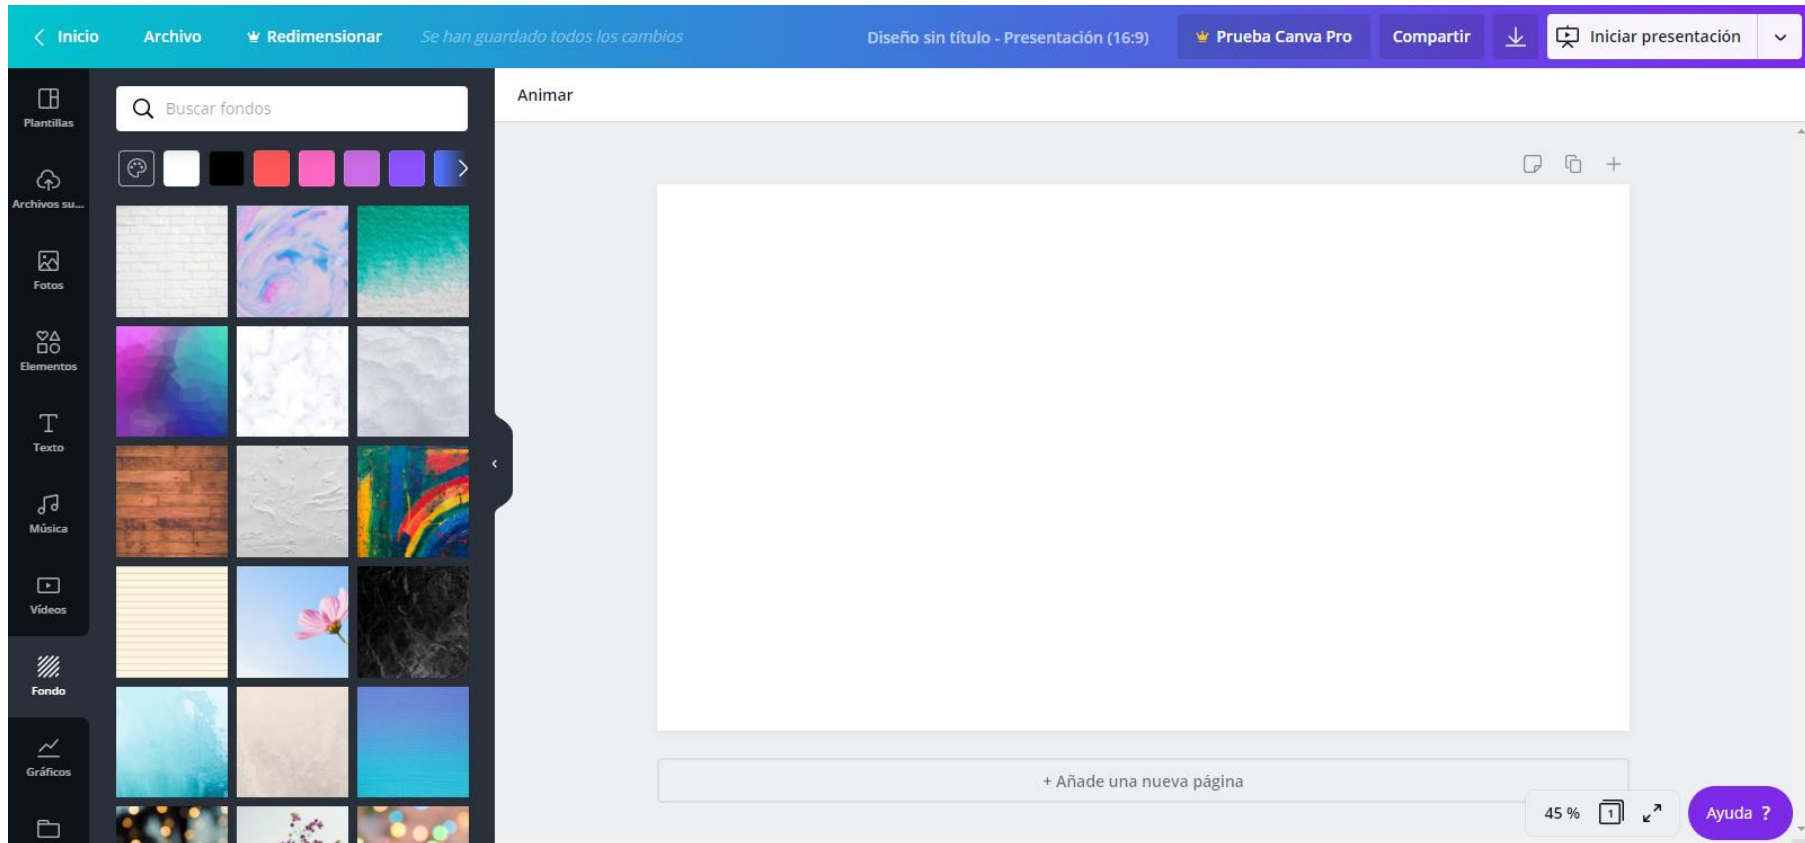 Inicio
Archivo
Redimensionar
Se han guardado todos los cambios
Diseño sin título - Presentación (16:9)
Prueba Canva Pro
Compartir
Iniciar presentación
Plantillas
Archivos su...
Fotos
Elementos
Texto
Música
Vídeos
Fondo
Gráficos
Buscar fondos
Animar
+ Añade una nueva página
45 %
1
Ayuda ?